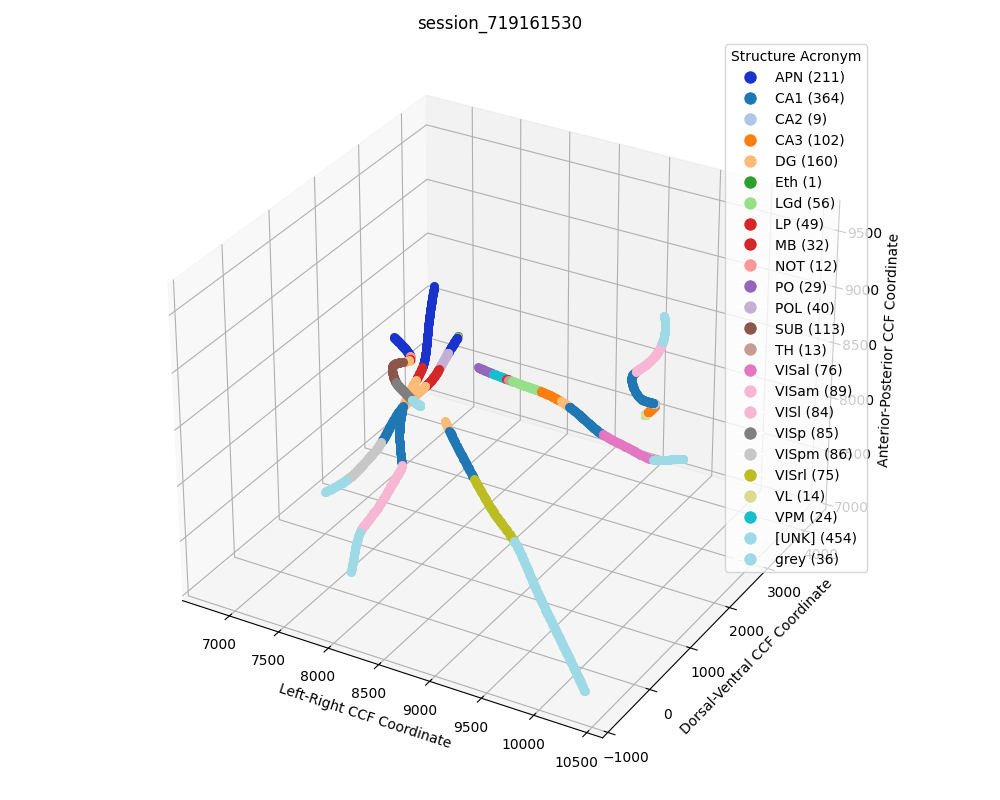 session_719161530
Structure Acronym
APN (211)
CA1 (364)
CA2 (9)
CA3 (102)
DG (160)
Eth (1)
LGd (56)
LP (49)
MB (32)
NOT (12)
PO (29)
POL (40)
SUB (113)
TH (13)
VISal (76)
VISam (89)
VISl (84)
VISp (85)
VISpm (86)
VISrl (75)
VL (14)
VPM (24)
[UNK] (454)
grey (36)
9500
9000
8500
8000
7000
Anterior-Posterior CCF Coordinate
4000
3000
2000
1000
0
−1000
Dorsal-Ventral CCF Coordinate
7000
7500
8000
8500
9000
9500
10000
10500
Left-Right CCF Coordinate